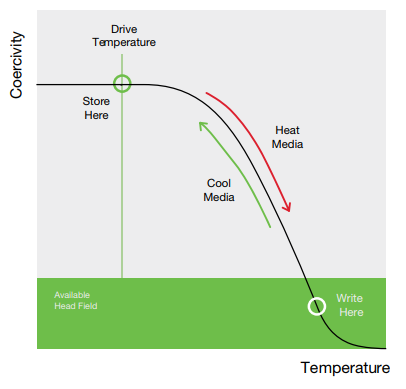 Drive
Temperature
Coercivity
Store
Here
Heat
Media
Cool
Media
Available
Head Field
Write
Here
Temperature